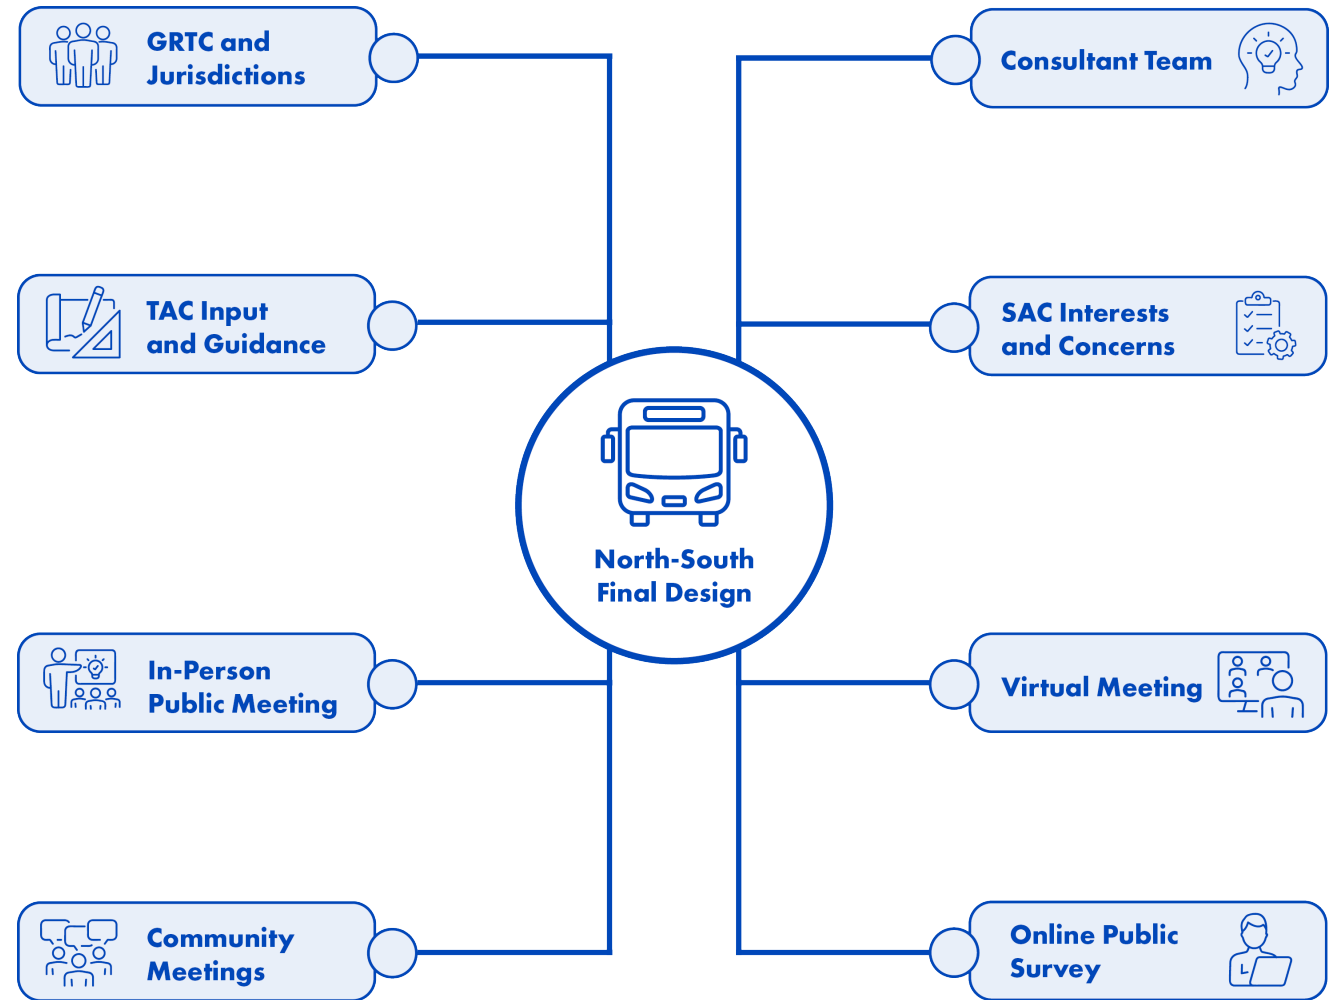 GRTC and
Jurisdictions
Consultant Team
TAC Input
and Guidance
SAC Interests
and Concerns
North-South
Final Design
In-Person
Public Meeting
Virtual Meeting
Community
Meetings
Online Public
Survey